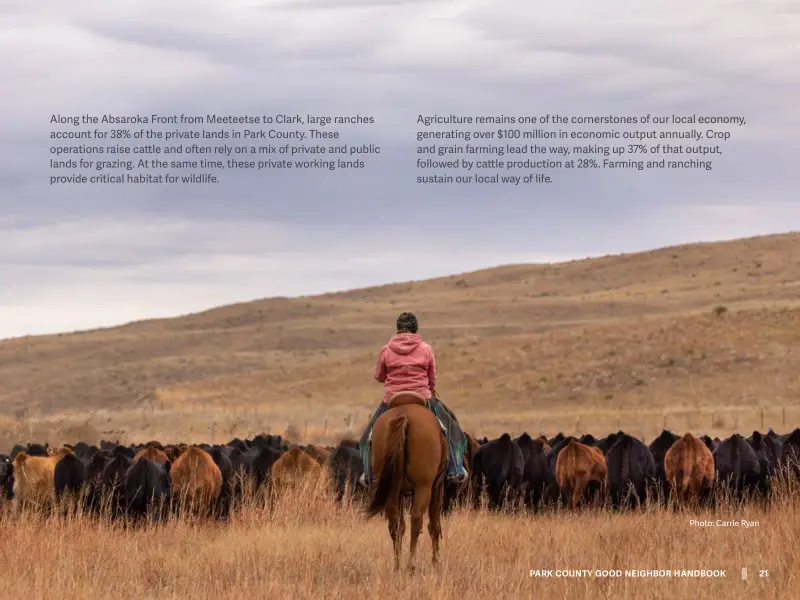 Along the Absaroka Front from Meeteetse to Clark, large ranches
account for 38% of the private lands in Park County. These
operations raise cattle and often rely on a mix of private and public
lands for grazing. At the same time, these private working lands
provide critical habitat for wildlife.
Agriculture remains one of the cornerstones of our local economy,
generating over $100 million in economic output annually. Crop
and grain farming lead the way, making up 37% of that output,
followed by cattle production at 28%. Farming and ranching
sustain our local way of life.
Photo: Carrie Ryan
PARK COUNTY GOOD NEIGHBOR HANDBOOK 21